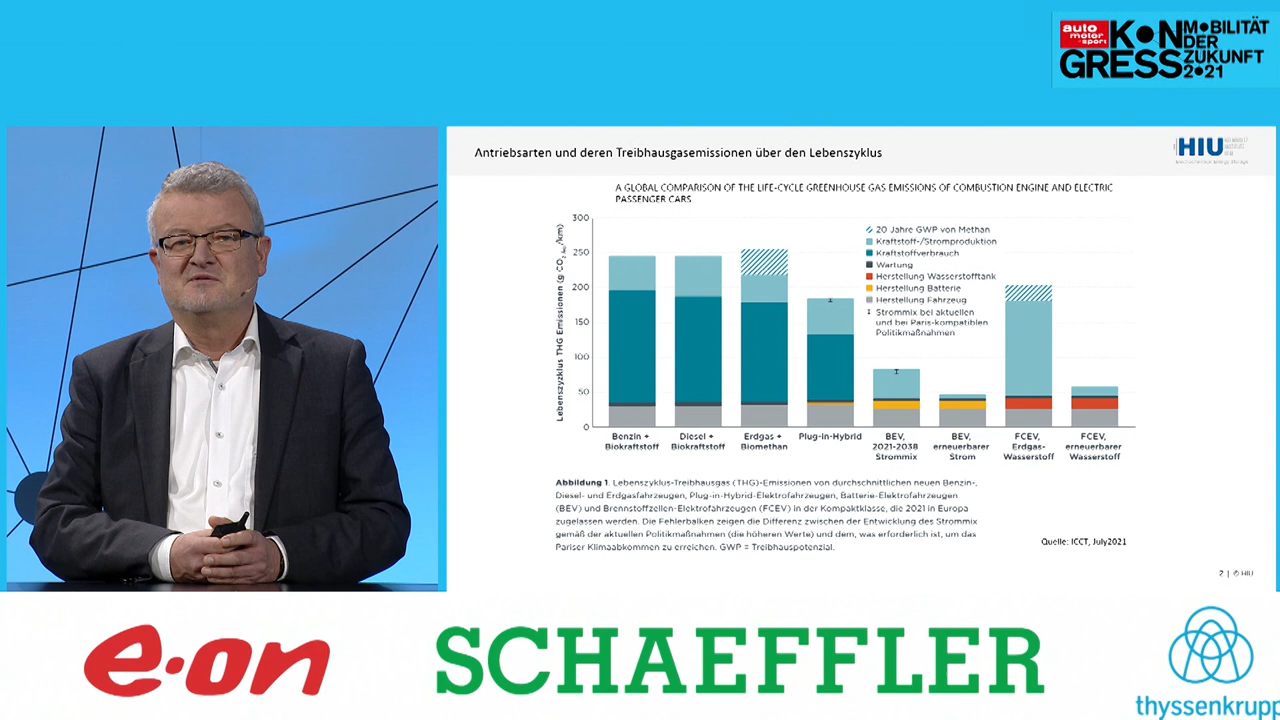 auto
motor
sport
KONGRESS
MOBILITÄT
DER
ZUKUNFT
2021
Antriebsarten und deren Treibhausgasemissionen über den Lebenszyklus
HIU
A GLOBAL COMPARISON OF THE LIFE-CYCLE GREENHOUSE GAS EMISSIONS OF COMBUSTION ENGINE AND ELECTRIC
PASSENGER CARS
Lebenszyzklus THG Emissionen (g CO2 äq/km)
300
250
200
150
100
50
0
20 Jahre GWP von Methan
Kraftstoff-/Stromproduktion
Kraftstoffverbrauch
Wartung
Herstellung Wasserstofftank
Herstellung Batterie
Herstellung Fahrzeug
Strommix bei aktuellen
und bei Paris-kompatiblen
Politikmaßnahmen
Benzin +
Biokraftstoff
Diesel +
Biokraftstoff
Erdgas +
Biomethan
Plug-in-Hybrid
BEV,
2021-2038
Strommix
BEV,
erneuerbarer
Strom
FCEV,
Erdgas-
Wasserstoff
FCEV,
erneuerbarer
Wasserstoff
Abbildung 1. Lebenszyklus-Treibhausgas (THG)-Emissionen von durchschnittlichen neuen Benzin-,
Diesel- und Erdgasfahrzeugen, Plug-in-Hybrid-Elektrofahrzeugen, Batterie-Elektrofahrzeugen
(BEV) und Brennstoffzellen-Elektrofahrzeugen (FCEV) in der Kompaktklasse, die 2021 in Europa
zugelassen werden. Die Fehlerbalken zeigen die Differenz zwischen der Entwicklung des Strommix
gemäß der aktuellen Politikmaßnahmen (die höheren Werte) und dem, was erforderlich ist, um das
Pariser Klimaabkommen zu erreichen. GWP = Treibhauspotenzial.
Quelle: ICCT, July2021
2 | © HIU
e·on
SCHAEFFLER
thyssenkrupp